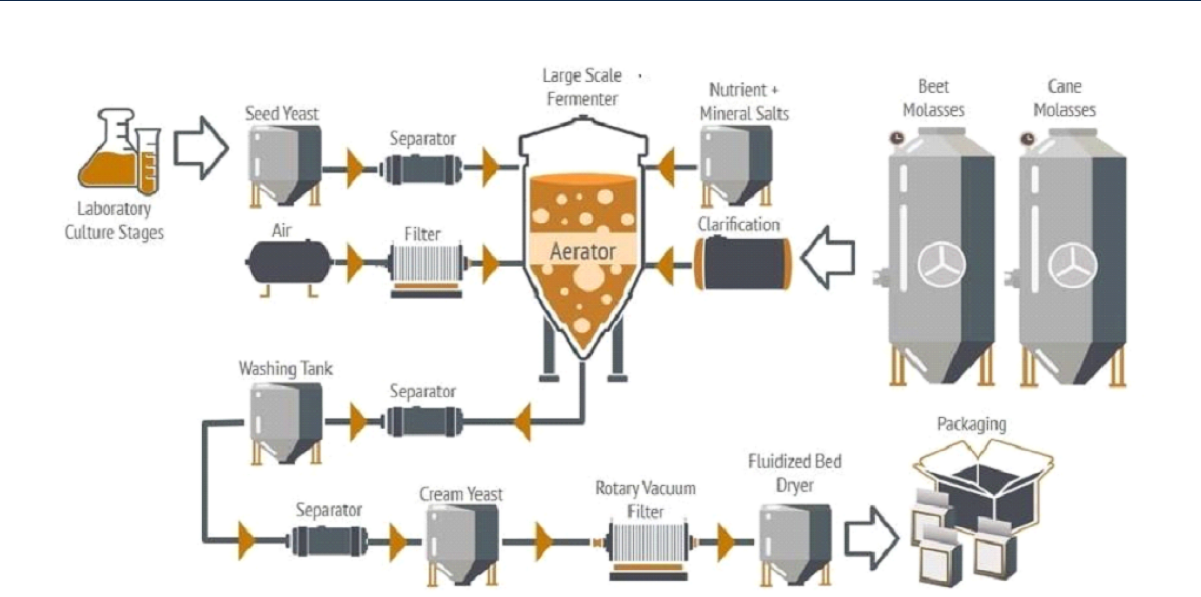 Large Scale
Fermenter
Nutrient +
Mineral Salts
Beet
Molasses
Cane
Molasses
Seed Yeast
Separator
Laboratory
Culture Stages
Air
Filter
Aerator
Clarification
Washing Tank
Separator
Packaging
Fluidized Bed
Dryer
Separator
Cream Yeast
Rotary Vacuum
Filter